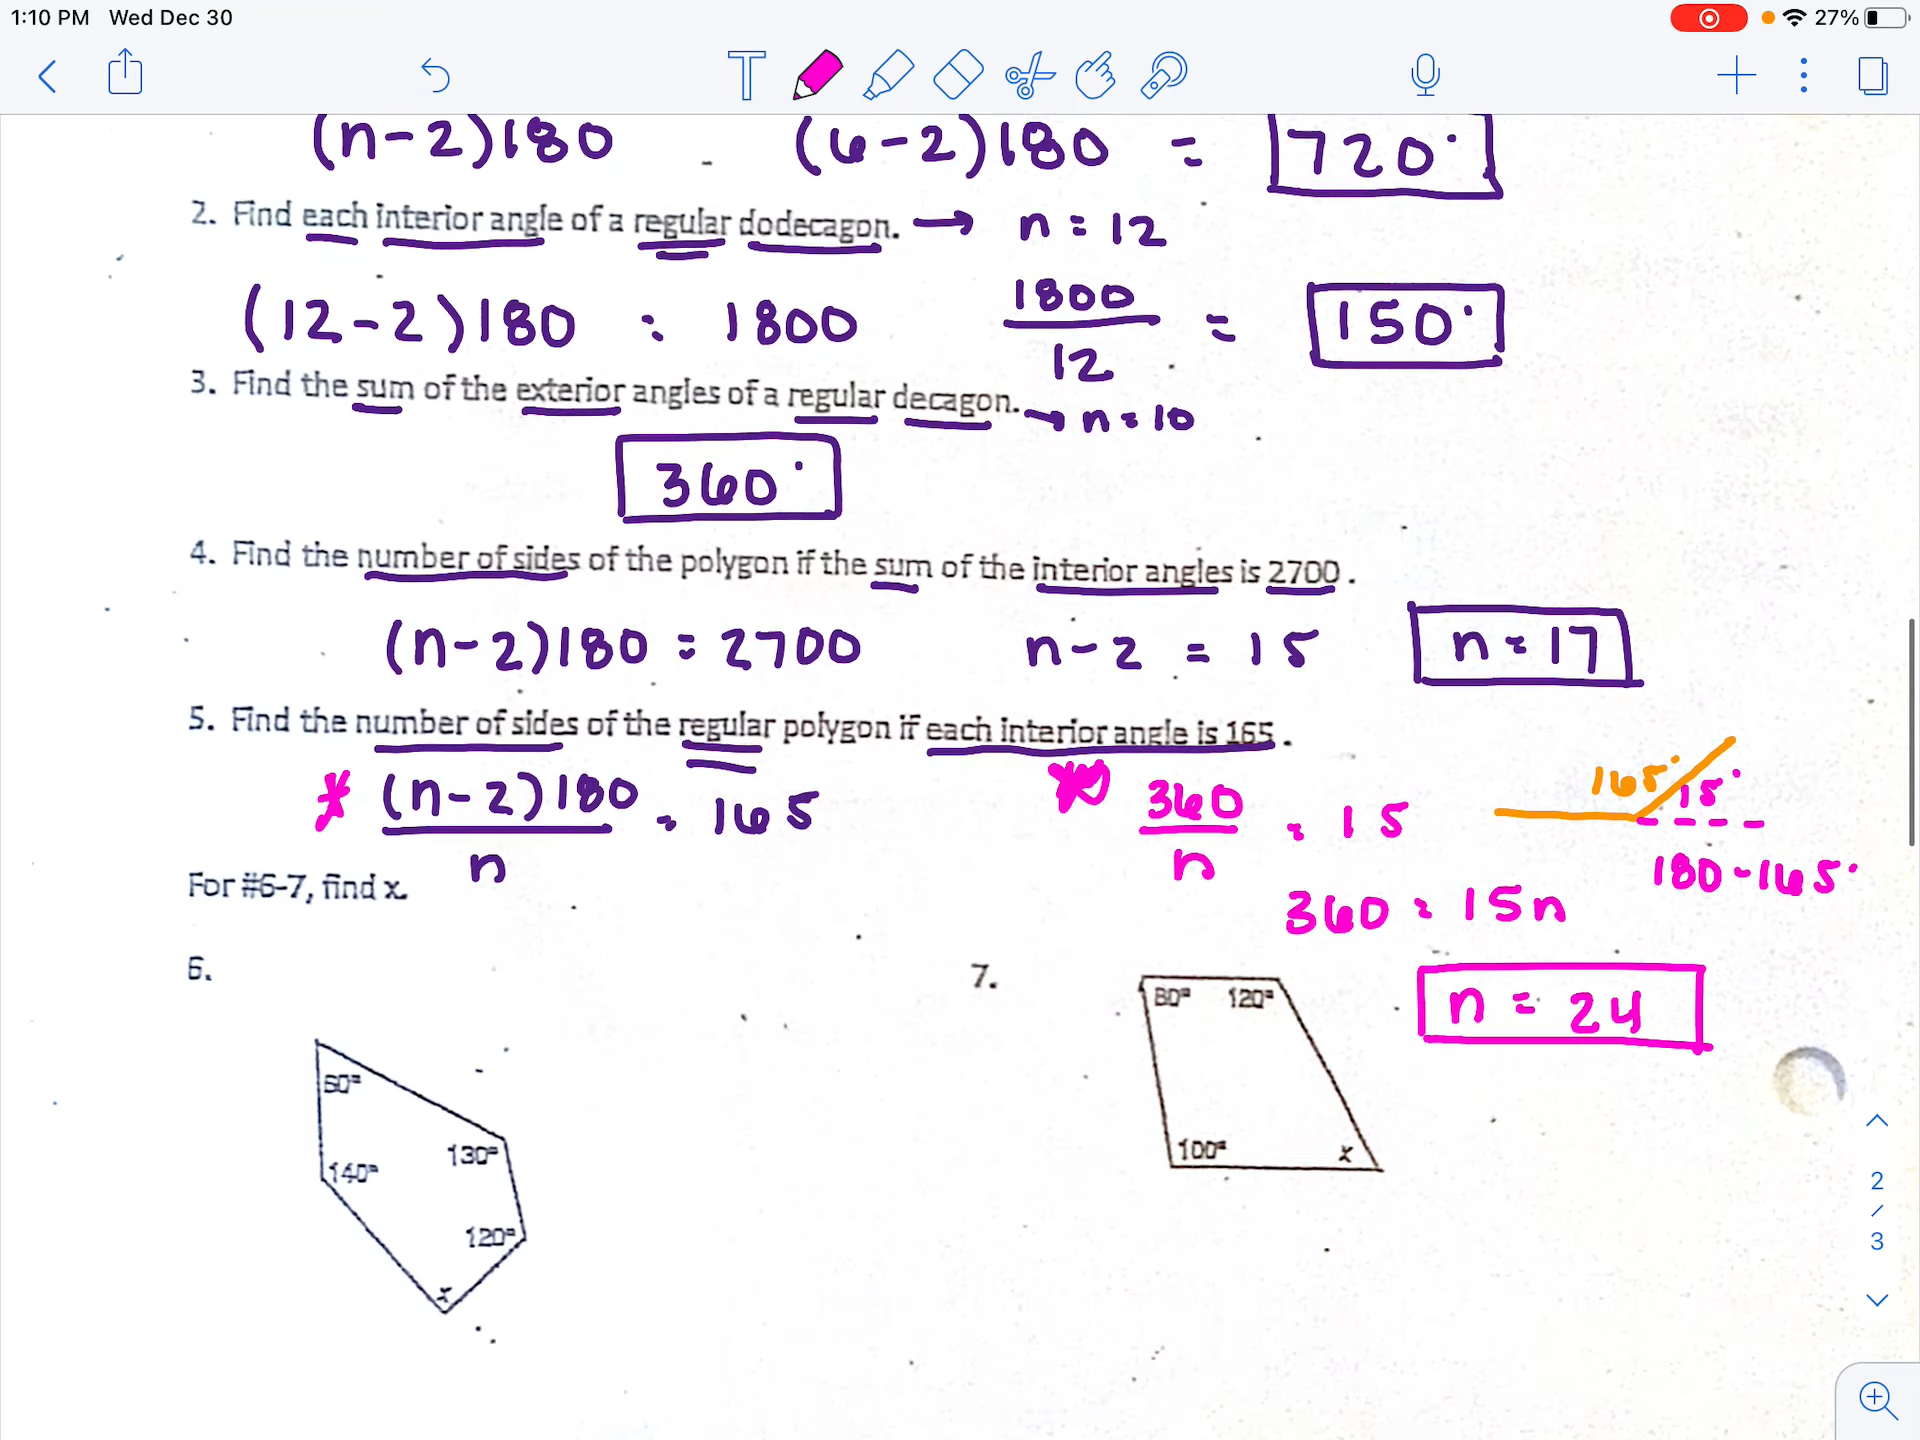 1:10 PM Wed Dec 30 27%
T
(n-2)180 (6-2)180 = 720°
2. Find each interior angle of a regular dodecagon. → n = 12
(12-2)180 = 1800 1800/12 = 150°
3. Find the sum of the exterior angles of a regular decagon. → n = 10
360°
4. Find the number of sides of the polygon if the sum of the interior angles is 2700 .
(n-2)180 = 2700 n-2 = 15 n = 17
5. Find the number of sides of the regular polygon if each interior angle is 165 .
* (n-2)180/n = 165 360/n = 15 165° 15°
180-165°
For #6-7, find x.
360 = 15n
6. 7.
80° 120° n = 24
60°
130°
140°
100° x
120°
x
2
/
3